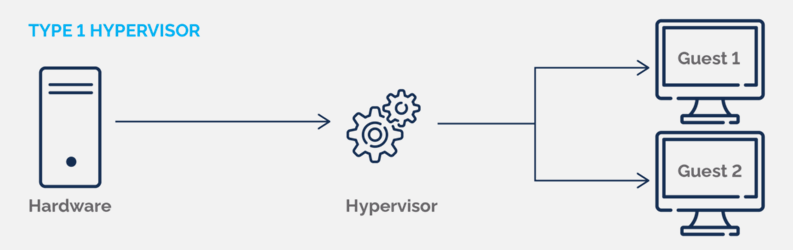 TYPE 1 HYPERVISOR
Guest 1
Guest 2
Hardware
Hypervisor